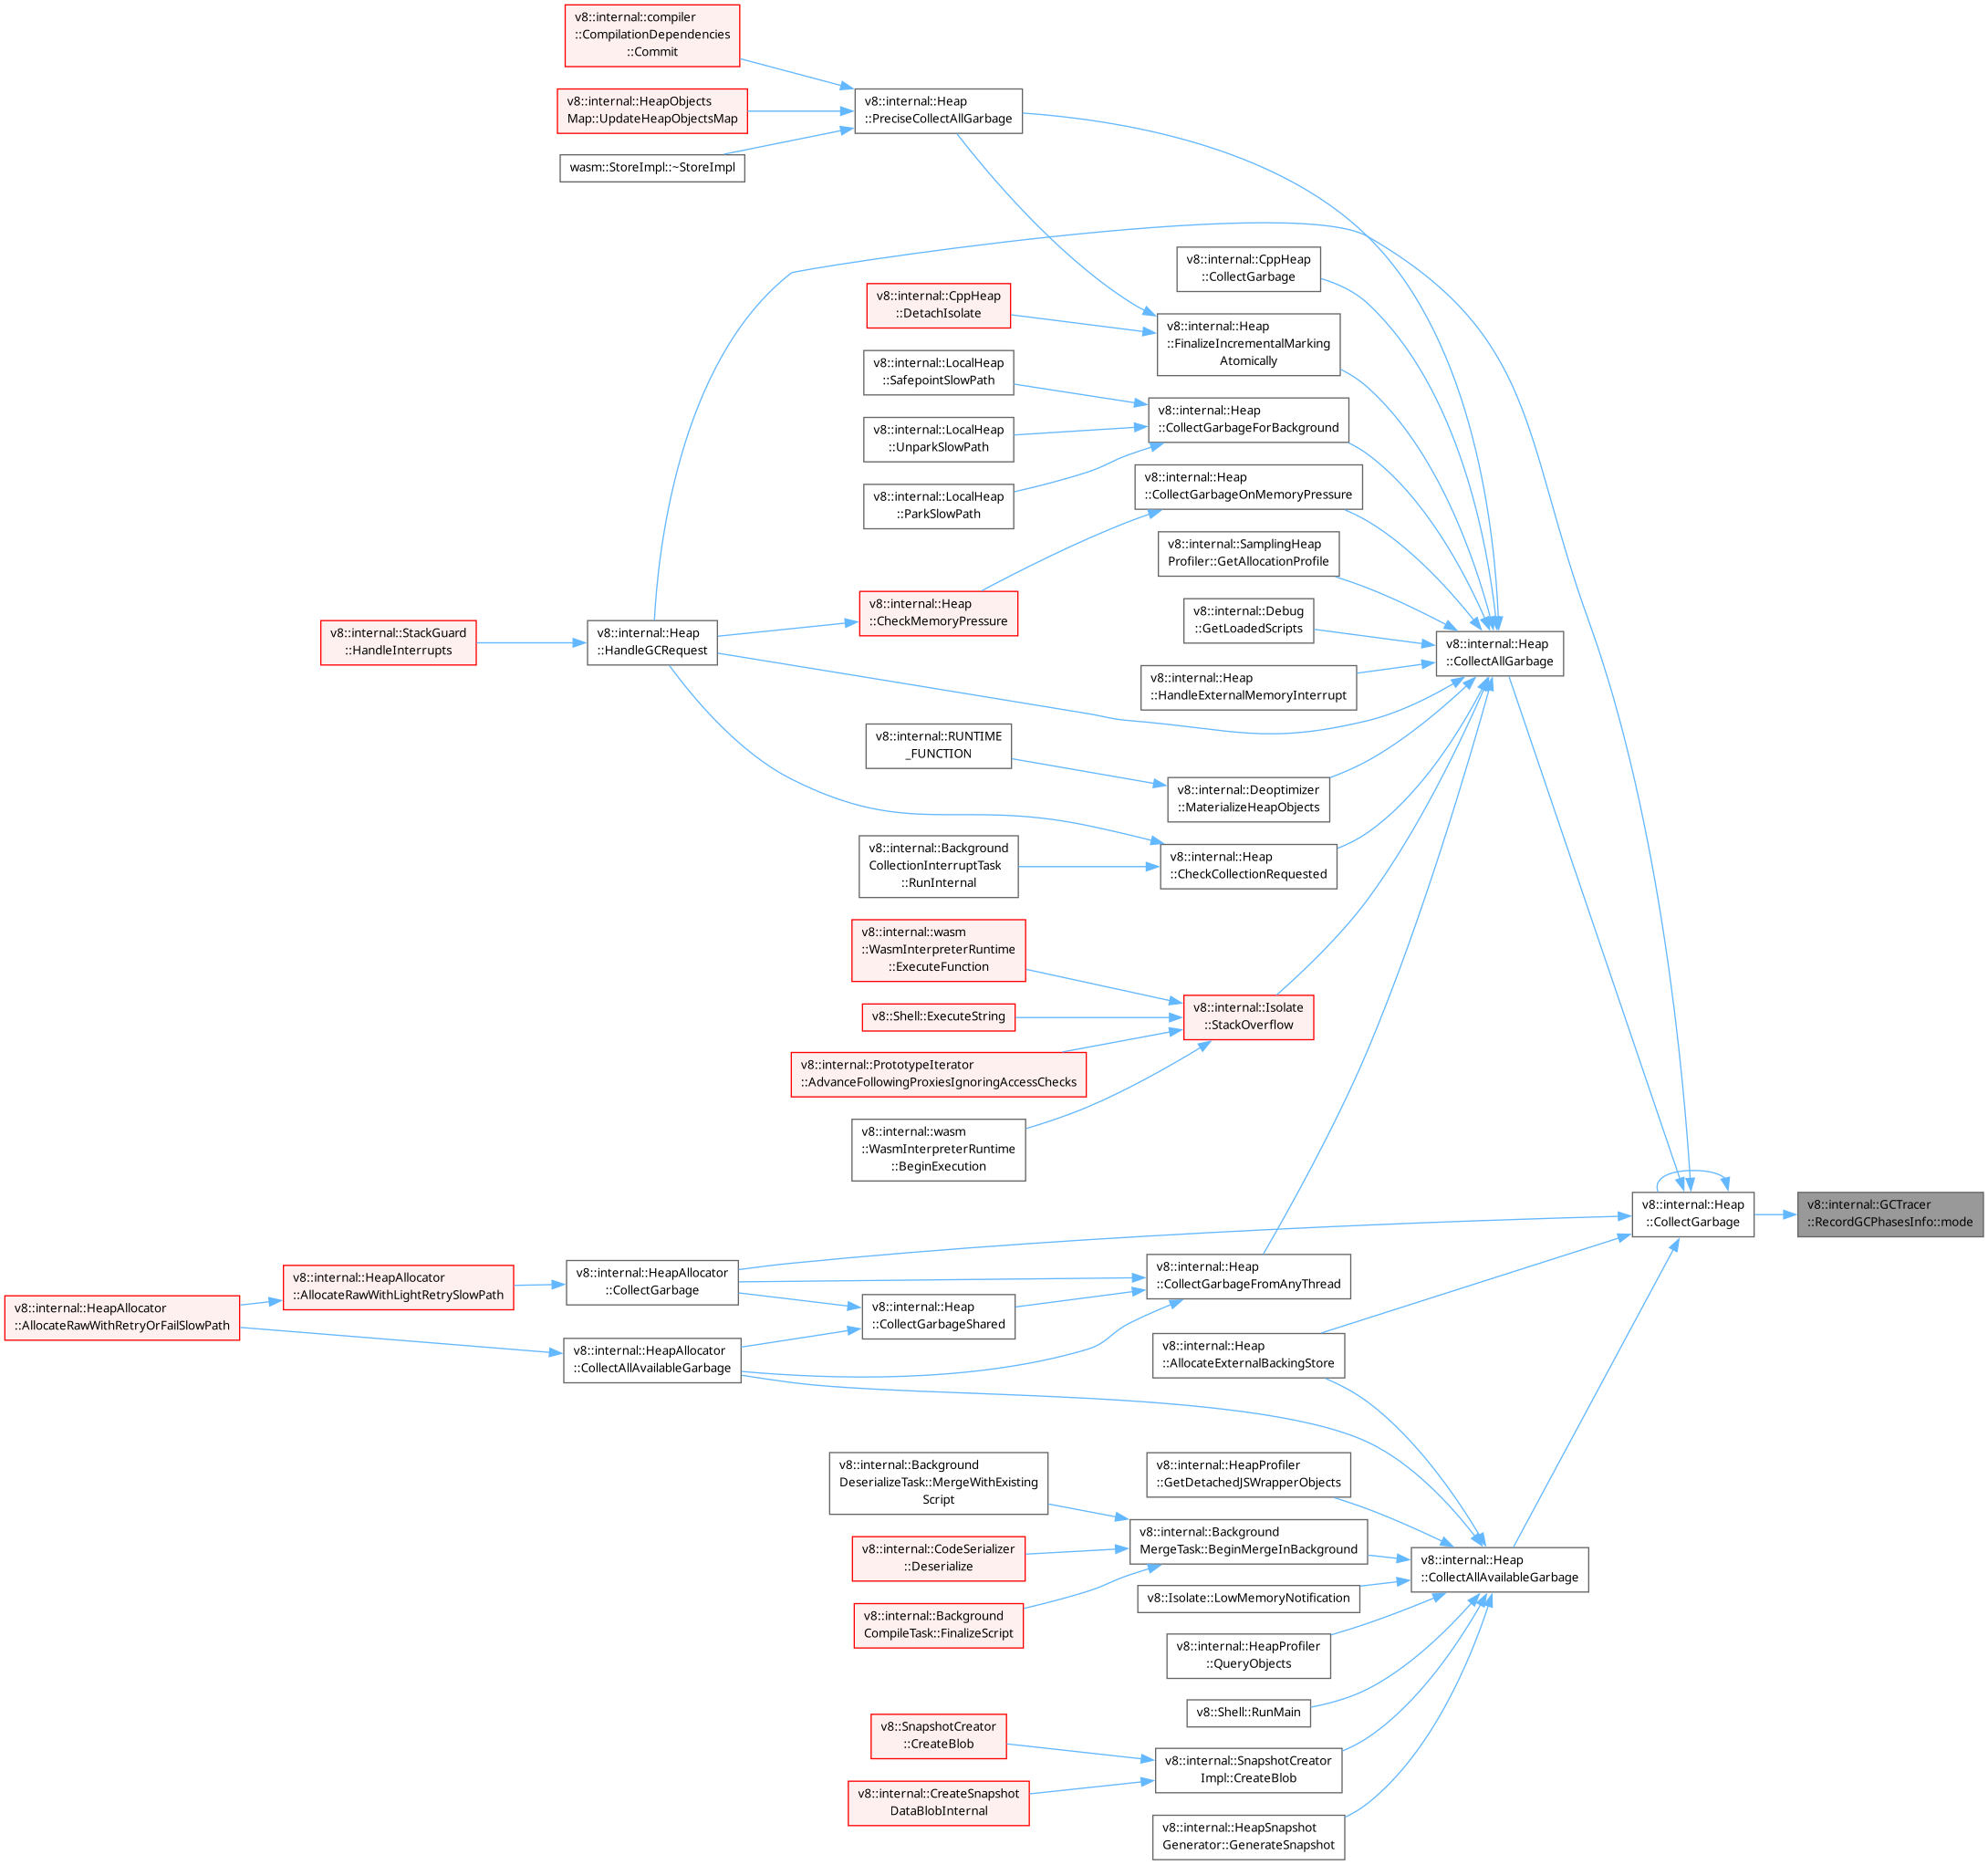 v8::internal::compiler
::CompilationDependencies
::Commit
v8::internal::HeapObjects
Map::UpdateHeapObjectsMap
wasm::StoreImpl::~StoreImpl
v8::internal::Heap
::PreciseCollectAllGarbage
v8::internal::CppHeap
::CollectGarbage
v8::internal::CppHeap
::DetachIsolate
v8::internal::Heap
::FinalizeIncrementalMarking
Atomically
v8::internal::LocalHeap
::SafepointSlowPath
v8::internal::Heap
::CollectGarbageForBackground
v8::internal::LocalHeap
::UnparkSlowPath
v8::internal::LocalHeap
::ParkSlowPath
v8::internal::Heap
::CollectGarbageOnMemoryPressure
v8::internal::SamplingHeap
Profiler::GetAllocationProfile
v8::internal::StackGuard
::HandleInterrupts
v8::internal::Heap
::HandleGCRequest
v8::internal::Heap
::CheckMemoryPressure
v8::internal::Debug
::GetLoadedScripts
v8::internal::Heap
::CollectAllGarbage
v8::internal::Heap
::HandleExternalMemoryInterrupt
v8::internal::RUNTIME
_FUNCTION
v8::internal::Deoptimizer
::MaterializeHeapObjects
v8::internal::Background
CollectionInterruptTask
::RunInternal
v8::internal::Heap
::CheckCollectionRequested
v8::internal::wasm
::WasmInterpreterRuntime
::ExecuteFunction
v8::Shell::ExecuteString
v8::internal::Isolate
::StackOverflow
v8::internal::PrototypeIterator
::AdvanceFollowingProxiesIgnoringAccessChecks
v8::internal::wasm
::WasmInterpreterRuntime
::BeginExecution
v8::internal::Heap
::CollectGarbage
v8::internal::GCTracer
::RecordGCPhasesInfo::mode
v8::internal::HeapAllocator
::AllocateRawWithRetryOrFailSlowPath
v8::internal::HeapAllocator
::AllocateRawWithLightRetrySlowPath
v8::internal::HeapAllocator
::CollectGarbage
v8::internal::Heap
::CollectGarbageFromAnyThread
v8::internal::Heap
::CollectGarbageShared
v8::internal::HeapAllocator
::CollectAllAvailableGarbage
v8::internal::Heap
::AllocateExternalBackingStore
v8::internal::Background
DeserializeTask::MergeWithExisting
Script
v8::internal::HeapProfiler
::GetDetachedJSWrapperObjects
v8::internal::CodeSerializer
::Deserialize
v8::internal::Background
MergeTask::BeginMergeInBackground
v8::internal::Heap
::CollectAllAvailableGarbage
v8::internal::Background
CompileTask::FinalizeScript
v8::Isolate::LowMemoryNotification
v8::internal::HeapProfiler
::QueryObjects
v8::Shell::RunMain
v8::SnapshotCreator
::CreateBlob
v8::internal::SnapshotCreator
Impl::CreateBlob
v8::internal::CreateSnapshot
DataBlobInternal
v8::internal::HeapSnapshot
Generator::GenerateSnapshot